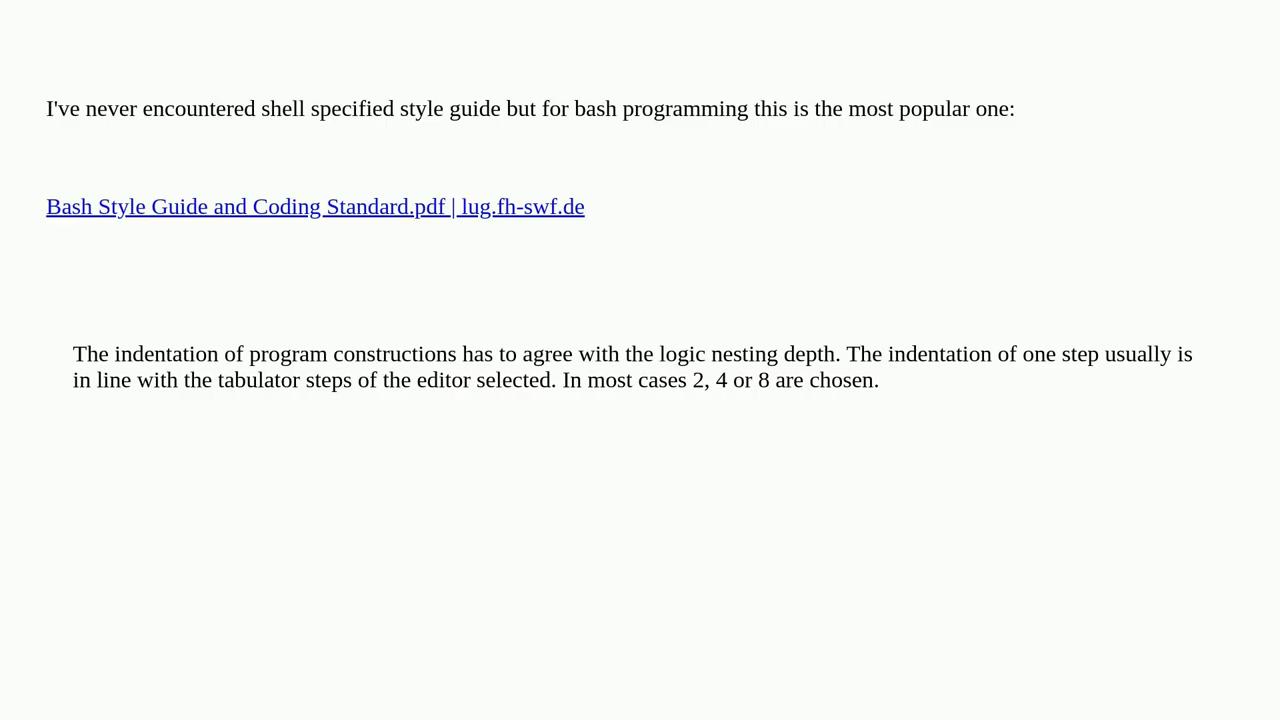 I've never encountered shell specified style guide but for bash programming this is the most popular one:
Bash Style Guide and Coding Standard.pdf | lug.fh-swf.de
The indentation of program constructions has to agree with the logic nesting depth. The indentation of one step usually is
in line with the tabulator steps of the editor selected. In most cases 2, 4 or 8 are chosen.